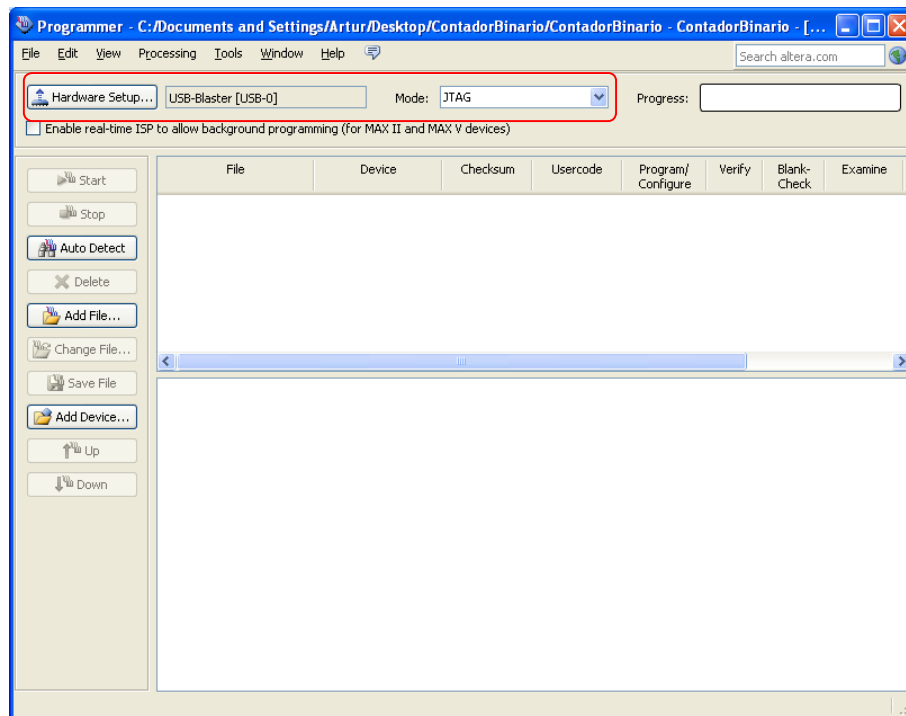 Programmer - C:/Documents and Settings/Artur/Desktop/ContadorBinario/ContadorBinario - ContadorBinario - [...
File Edit View Processing Tools Window Help
Search altera.com
Hardware Setup... USB-Blaster [USB-0] Mode: JTAG Progress:
Enable real-time ISP to allow background programming (for MAX II and MAX V devices)
File Device Checksum Usercode Program/ Verify Blank- Examine
Configure Check
Start
Stop
Auto Detect
Delete
Add File...
Change File...
Save File
Add Device...
Up
Down